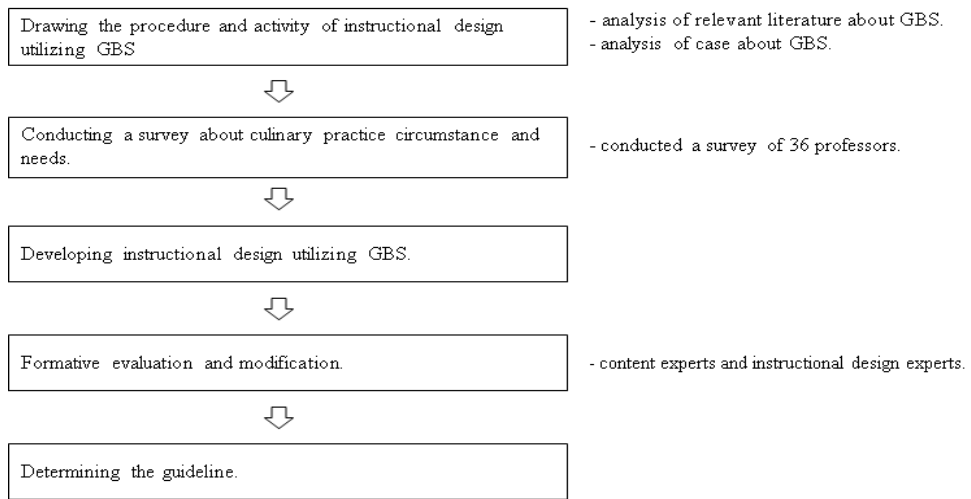 Drawing the procedure and activity of instructional design
utilizing GBS
- analysis of relevant literature about GBS.
- analysis of case about GBS.
Conducting a survey about culinary practice circumstance and
needs.
- conducted a survey of 36 professors.
Developing instructional design utilizing GBS.
Formative evaluation and modification.
- content experts and instructional design experts.
Determining the guideline.